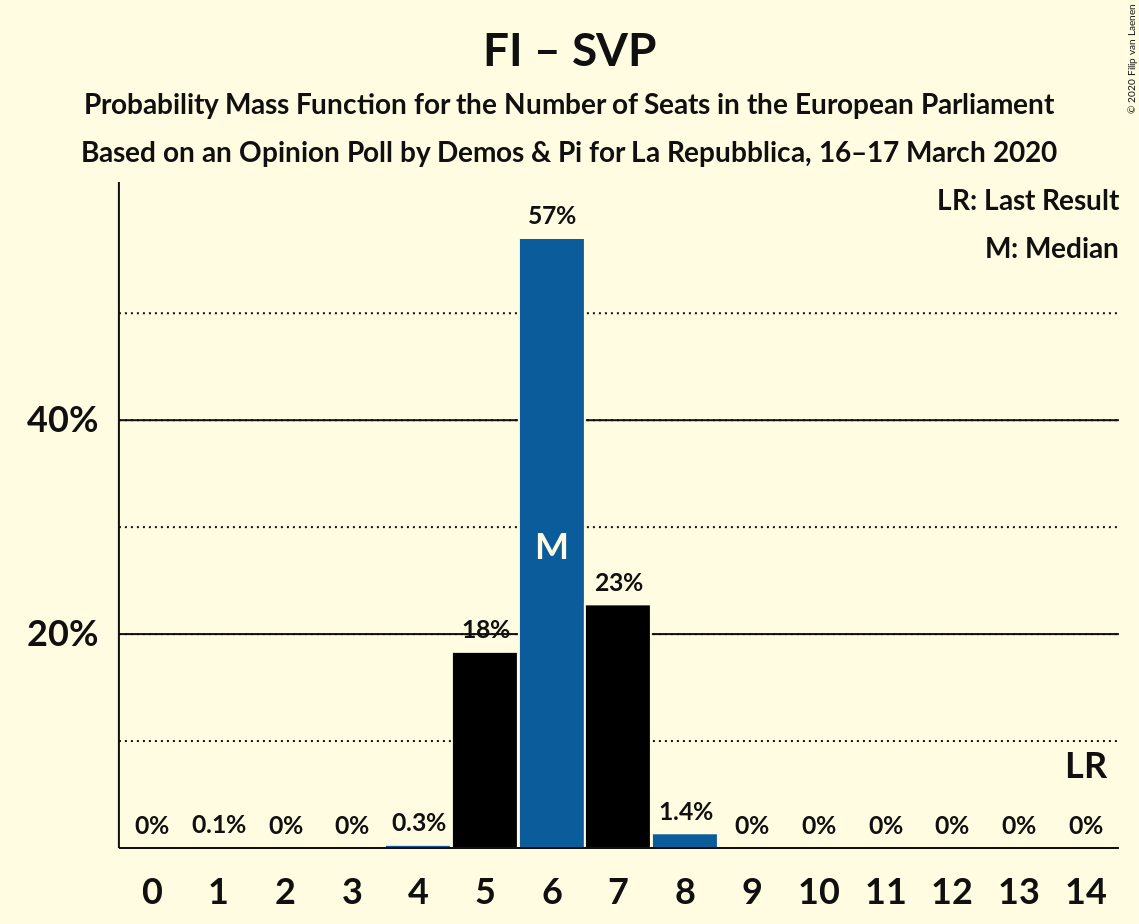 FI – SVP
Probability Mass Function for the Number of Seats in the European Parliament
Based on an Opinion Poll by Demos & Pi for La Repubblica, 16–17 March 2020
© 2020 Filip van Laenen
LR: Last Result
M: Median
57%
40%
M
23%
20%
18%
LR
0% 0.1% 0% 0% 0.3% 1.4% 0% 0% 0% 0% 0% 0%
0 1 2 3 4 5 6 7 8 9 10 11 12 13 14